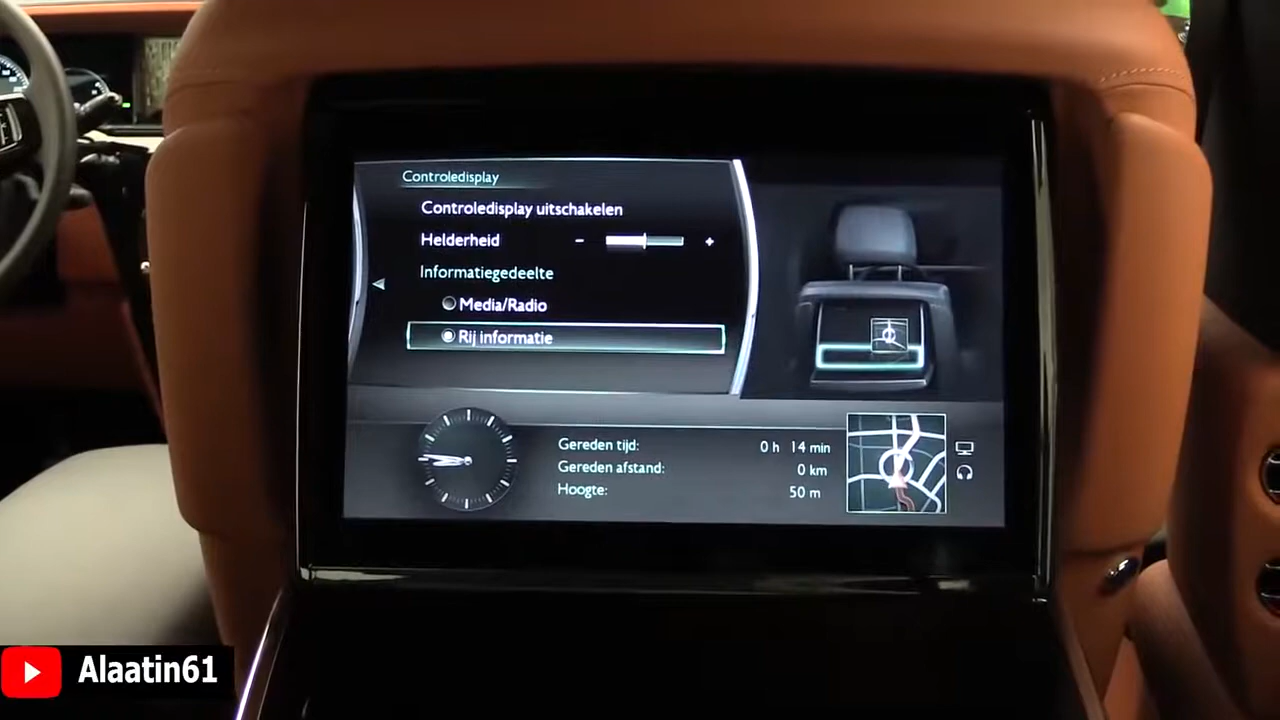 Controledisplay
Controledisplay uitschakelen
Helderheid - +
Informatiegedeelte
Media/Radio
Rij informatie
Gereden tijd: 0 h 14 min
Gereden afstand: 0 km
Hoogte: 50 m
Alaatin61